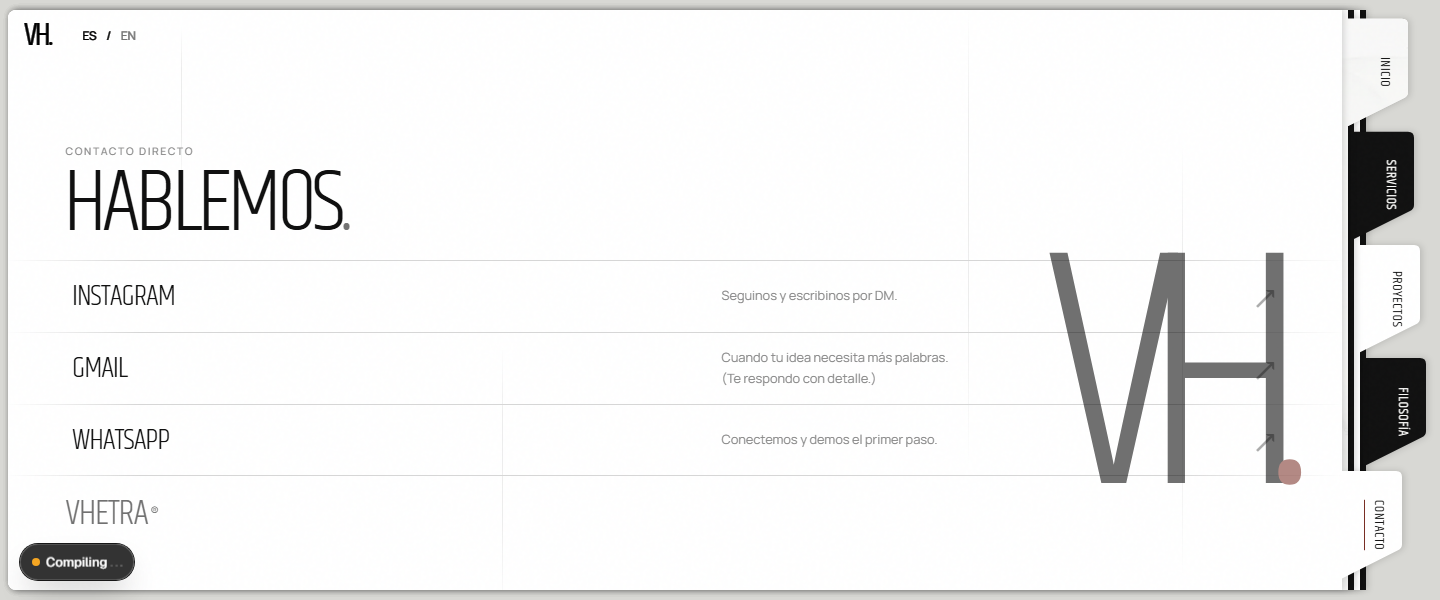 VH.
ES / EN
CONTACTO DIRECTO
HABLEMOS.
INSTAGRAM
Seguinos y escribinos por DM.
↗
GMAIL
Cuando tu idea necesita más palabras.
(Te respondo con detalle.)
↗
WHATSAPP
Conectemos y demos el primer paso.
↗
VH.
VHETRA®
Compiling...
INICIO
SERVICIOS
PROYECTOS
FILOSOFÍA
CONTACTO